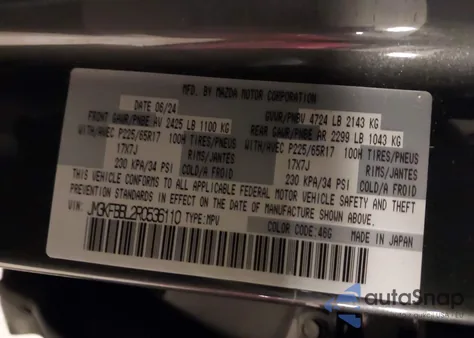 MFD. BY MAZDA MOTOR CORPORATION
DATE 06/24 GVWR/PNBV 4724 LB 2143 KG
FRONT GAWR/PNBE AV 2425 LB 1100 KG REAR GAWR/PNBE AR 2299 LB 1043 KG
WITH/AVEC P225/65R17 100H TIRES/PNEUS WITH/AVEC P225/65R17 100H TIRES/PNEUS
17X7J RIMS/JANTES 17X7J RIMS/JANTES
230 KPA/34 PSI 230 KPA/34 PSI
THIS VEHICLE CONFORMS TO ALL APPLICABLE FEDERAL MOTOR VEHICLE SAFETY AND THEFT
PREVENTION STANDARDS IN EFFECT ON THE DATE OF MANUFACTURE SHOWN ABOVE.
VIN: JM3KFBBL2R0536110 TYPE:MPV
COLOR CODE:46G MADE IN JAPAN
autoSnap